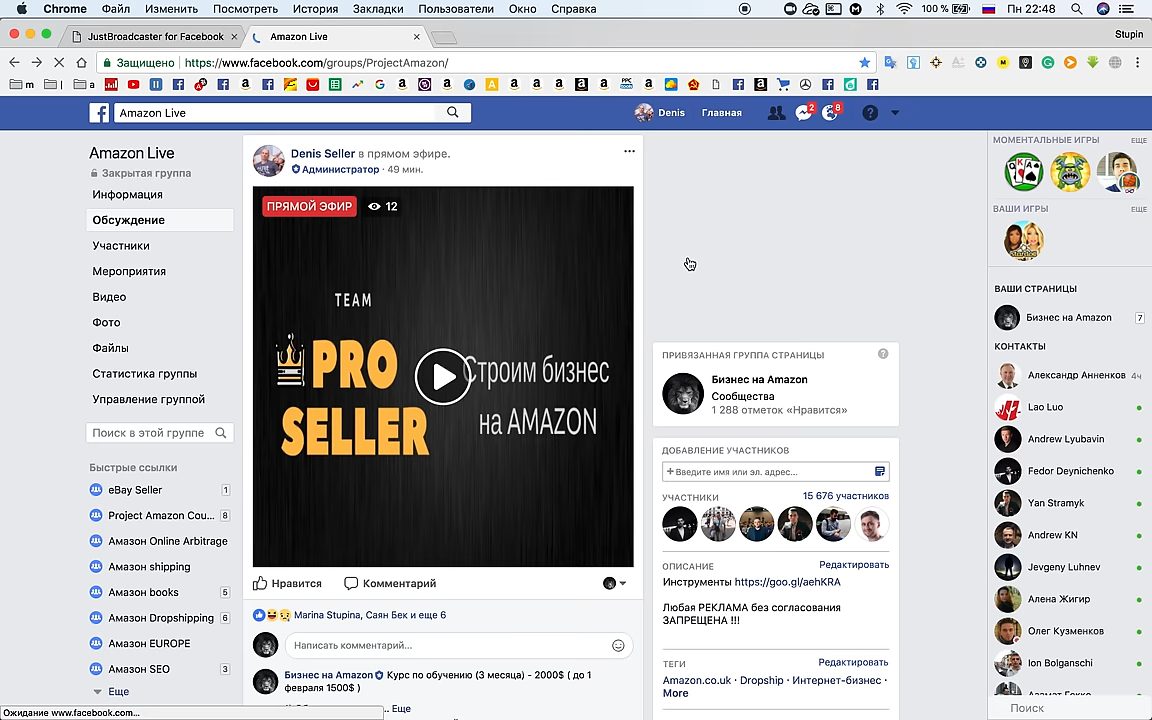 Chrome Файл Изменить Посмотреть История Закладки Пользователи Окно Справка
100 % Пн 22:48
JustBroadcaster for Facebook
Amazon Live
Stupin
Защищено https://www.facebook.com/groups/ProjectAmazon/
Amazon Live
Denis Главная 2 8
Amazon Live
Закрытая группа
Информация
Обсуждение
Участники
Мероприятия
Видео
Фото
Файлы
Статистика группы
Управление группой
Поиск в этой группе
Быстрые ссылки
eBay Seller 1
Project Amazon Cou... 8
Амазон Online Arbitrage
Амазон shipping
Амазон books 5
Амазон Dropshipping 6
Амазон EUROPE
Амазон SEO 3
Еще
Ожидание www.facebook.com...
Denis Seller в прямом эфире.
Администратор · 49 мин.
ПРЯМОЙ ЭФИР 12
TEAM
PRO
SELLER
Строим бизнес
на AMAZON
Нравится Комментарий
Marina Stupina, Саян Бек и еще 6
Написать комментарий...
Бизнес на Amazon Курс по обучению (3 месяца) - 2000$ ( до 1
февраля 1500$ )
Еще
ПРИВЯЗАННАЯ ГРУППА СТРАНИЦЫ
Бизнес на Amazon
Сообщества
1 288 отметок «Нравится»
ДОБАВЛЕНИЕ УЧАСТНИКОВ
+ Введите имя или эл. адрес...
УЧАСТНИКИ 15 676 участников
ОПИСАНИЕ Редактировать
Инструменты https://goo.gl/aehKRA
Любая РЕКЛАМА без согласования
ЗАПРЕЩЕНА !!!
ТЕГИ Редактировать
Amazon.co.uk · Dropship · Интернет-бизнес ·
More
МОМЕНТАЛЬНЫЕ ИГРЫ ЕЩЕ
ВАШИ ИГРЫ ЕЩЕ
ВАШИ СТРАНИЦЫ
Бизнес на Amazon 7
КОНТАКТЫ
Александр Анненков 4ч
Lao Luo
Andrew Lyubavin
Fedor Deynichenko
Yan Stramyk
Andrew KN
Jevgeny Luhnev
Алена Жигир
Олег Кузменков
Ion Bolganschi
Поиск